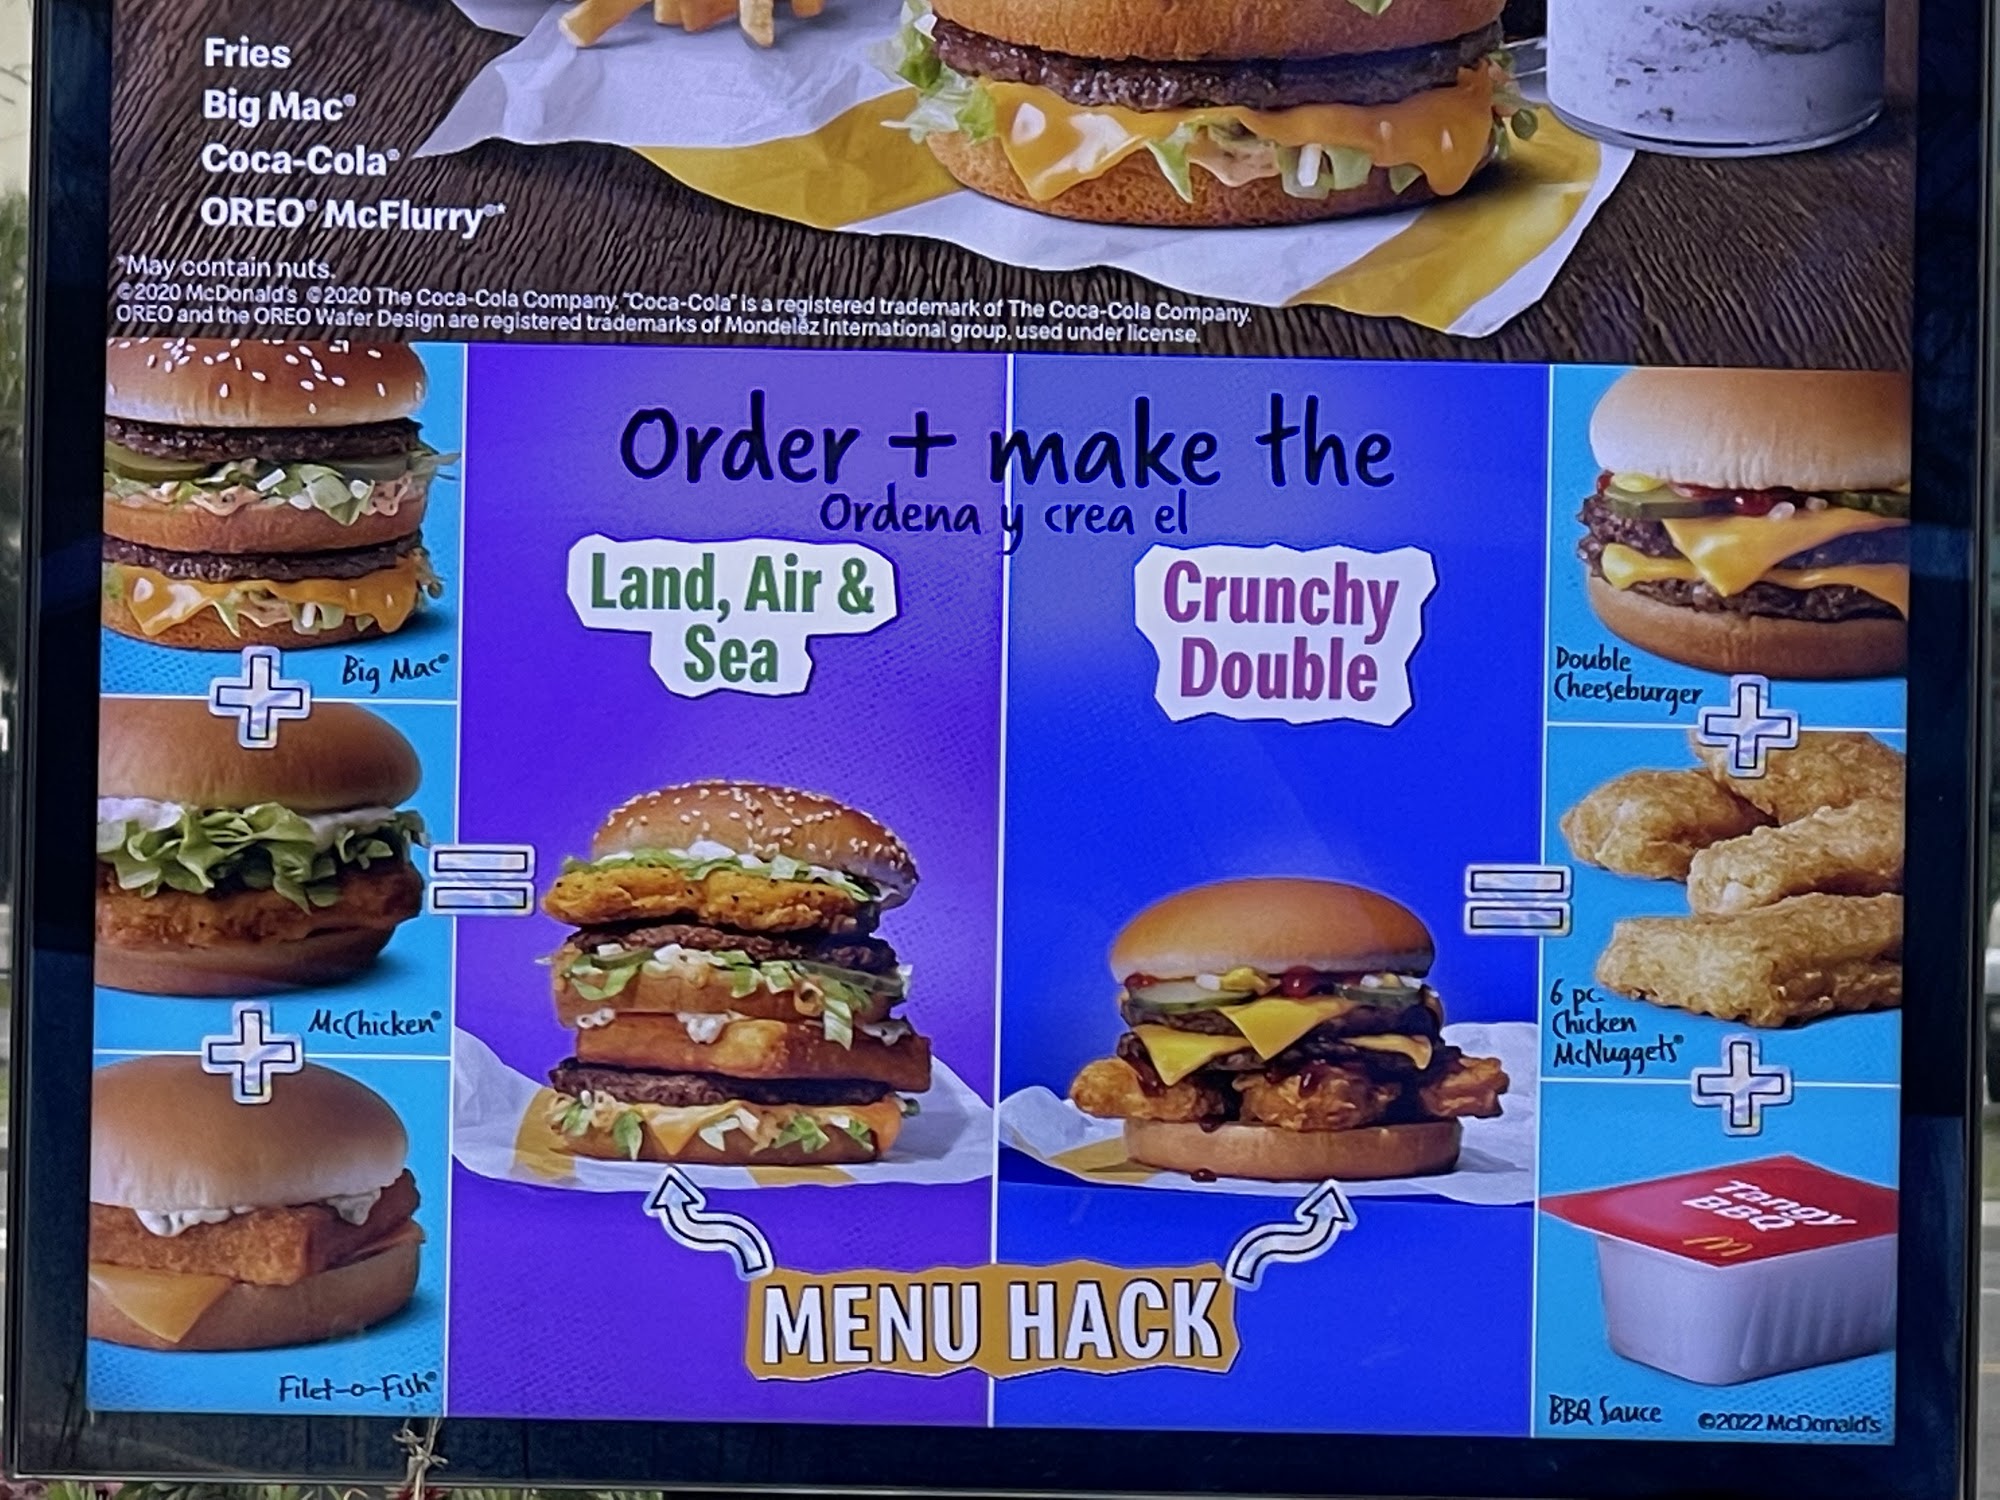 Fries
Big Mac®
Coca-Cola®
OREO® McFlurry®*
*May contain nuts.
©2020 McDonald's ©2020 The Coca-Cola Company. "Coca-Cola" is a registered trademark of The Coca-Cola Company.
OREO and the OREO Wafer Design are registered trademarks of Mondelēz International group, used under license.
Order + make the
Ordena y crea el
Land, Air &
Sea
Crunchy
Double
Big Mac®
McChicken®
Filet-o-Fish®
Double
Cheeseburger
6 pc.
Chicken
McNuggets®
Tangy
BBQ
BBQ Sauce
MENU HACK
©2022 McDonald's